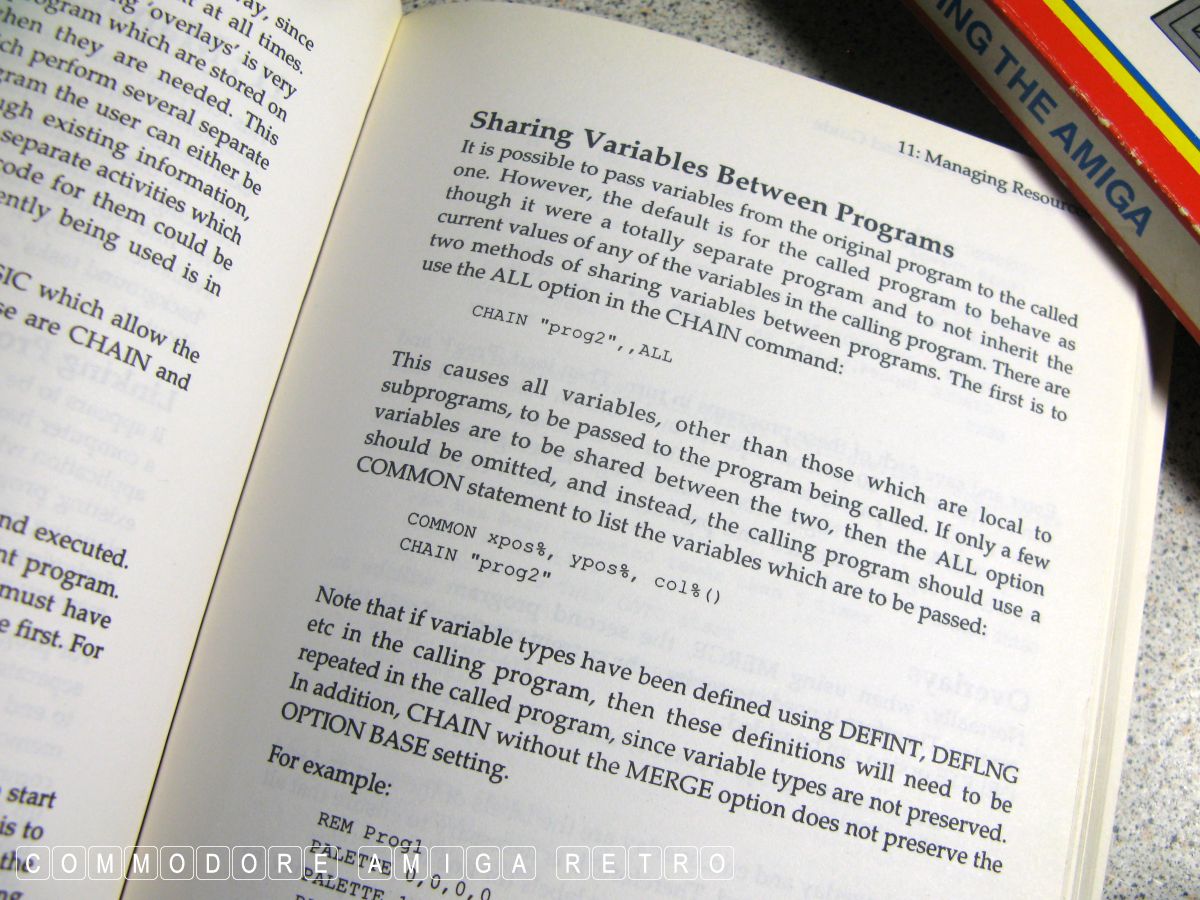 ay, since
rogram which are stored on
g 'overlays' is very
at all times.
hen they are needed. This
ch perform several separate
gram the user can either be
ugh existing information,
separate activities which
code for them could be
ently being used is in
SIC which allow the
se are CHAIN and
nd executed.
nt program.
must have
e first. For
start
is to
the
11: Managing Resources
Sharing Variables Between Programs
It is possible to pass variables from the original program to the called
one. However, the default is for the called program to behave as
though it were a totally separate program and to not inherit the
current values of any of the variables in the calling program. There are
two methods of sharing variables between programs. The first is to
use the ALL option in the CHAIN command:
CHAIN "prog2",,ALL
This causes all variables, other than those which are local to
subprograms, to be passed to the program being called. If only a few
variables are to be shared between the two, then the ALL option
should be omitted, and instead, the calling program should use a
COMMON statement to list the variables which are to be passed:
COMMON xpos%, ypos%, col%()
CHAIN "prog2"
Note that if variable types have been defined using DEFINT, DEFLNG
etc in the calling program, then these definitions will need to be
repeated in the called program, since variable types are not preserved.
In addition, CHAIN without the MERGE option does not preserve the
OPTION BASE setting.
For example:
REM Prog1
PALETTE 0,0,0,0
PALETTE
ING THE AMIGA
COMMODORE AMIGA RETRO